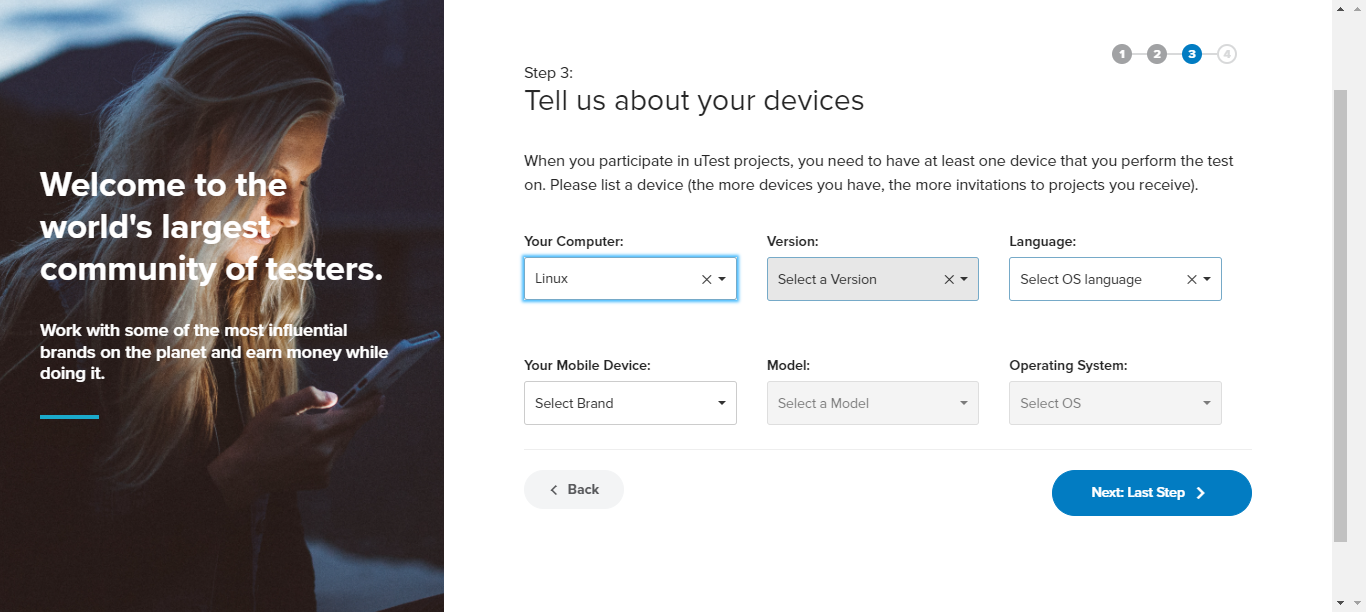 Welcome to the
world's largest
community of testers.
Work with some of the most influential
brands on the planet and earn money while
doing it.
1 2 3 4
Step 3:
Tell us about your devices
When you participate in uTest projects, you need to have at least one device that you perform the test
on. Please list a device (the more devices you have, the more invitations to projects you receive).
Your Computer: Version: Language:
Linux Select a Version Select OS language
Your Mobile Device: Model: Operating System:
Select Brand Select a Model Select OS
Back Next: Last Step